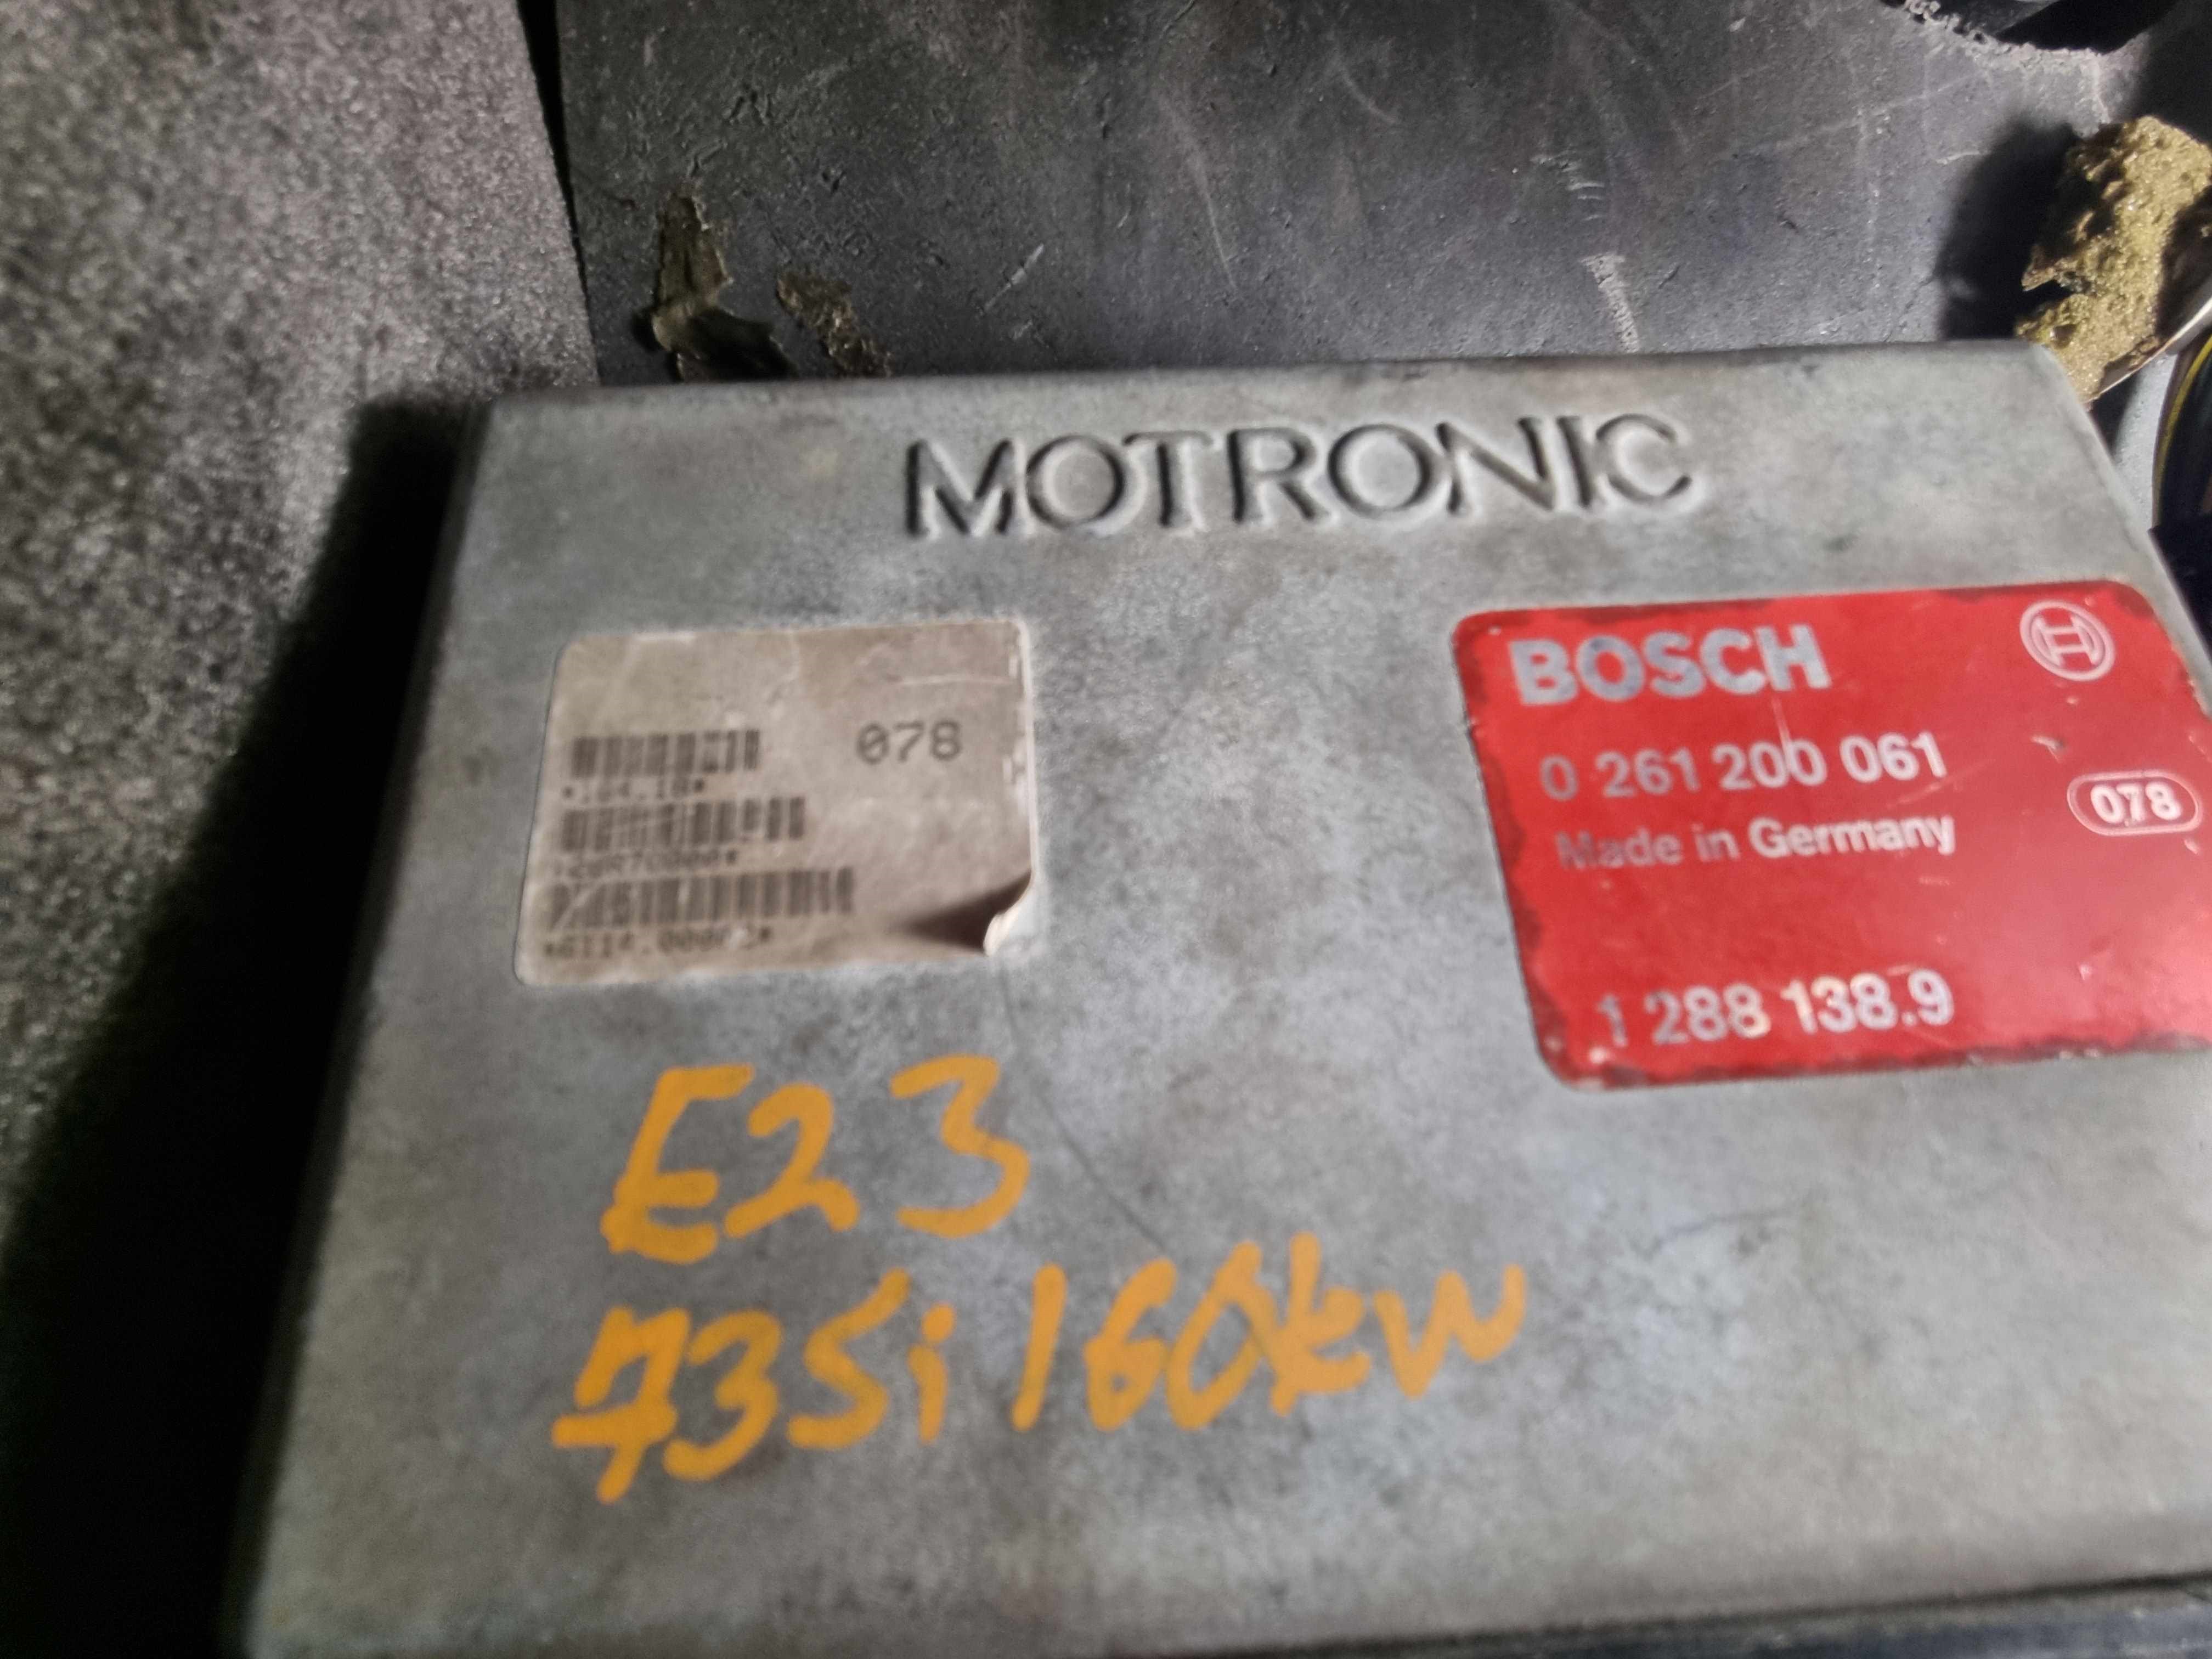 MOTRONIC
078
BOSCH
0 261 200 061
Made in Germany
078
1 288 138.9
E23
735i 160kw